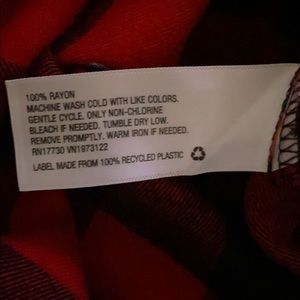 100% RAYON
MACHINE WASH COLD WITH LIKE COLORS.
GENTLE CYCLE. ONLY NON-CHLORINE
BLEACH IF NEEDED. TUMBLE DRY LOW.
REMOVE PROMPTLY. WARM IRON IF NEEDED.
RN17730 VN1973122
LABEL MADE FROM 100% RECYCLED PLASTIC